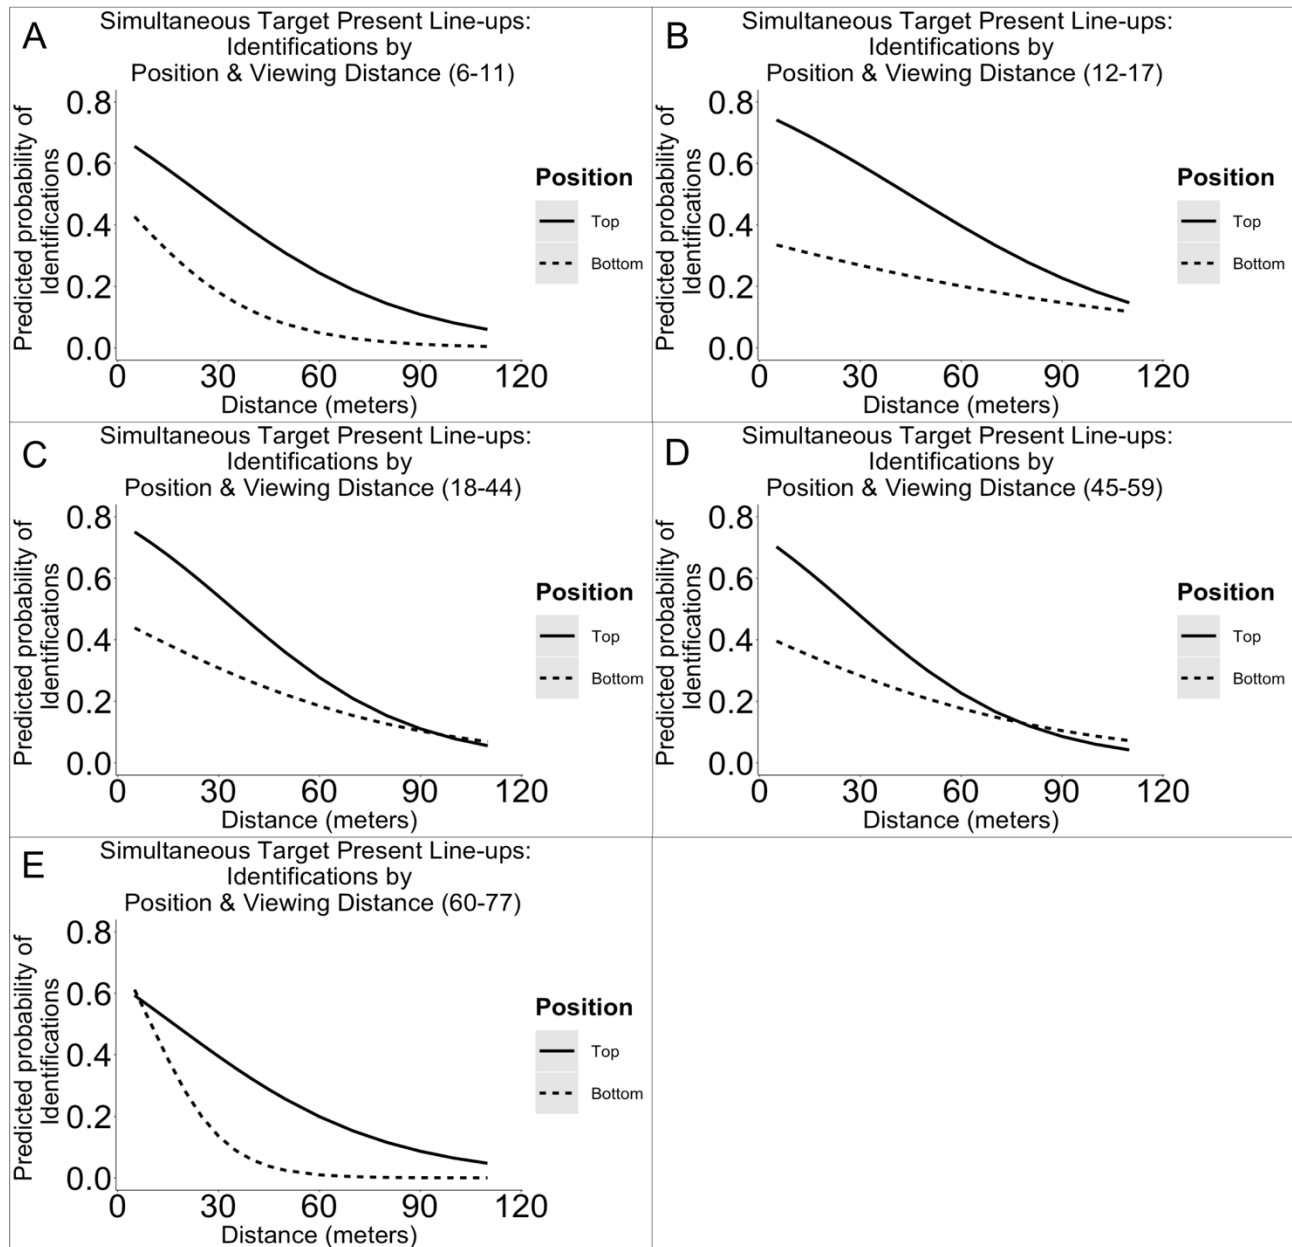 A
Simultaneous Target Present Line-ups:
Identifications by
Position & Viewing Distance (6-11)
Predicted probability of
Identifications
0.8
0.6
0.4
0.2
0.0
0 30 60 90 120
Distance (meters)
Position
Top
Bottom
B
Simultaneous Target Present Line-ups:
Identifications by
Position & Viewing Distance (12-17)
Predicted probability of
Identifications
0.8
0.6
0.4
0.2
0.0
0 30 60 90 120
Distance (meters)
Position
Top
Bottom
C
Simultaneous Target Present Line-ups:
Identifications by
Position & Viewing Distance (18-44)
Predicted probability of
Identifications
0.8
0.6
0.4
0.2
0.0
0 30 60 90 120
Distance (meters)
Position
Top
Bottom
D
Simultaneous Target Present Line-ups:
Identifications by
Position & Viewing Distance (45-59)
Predicted probability of
Identifications
0.8
0.6
0.4
0.2
0.0
0 30 60 90 120
Distance (meters)
Position
Top
Bottom
E
Simultaneous Target Present Line-ups:
Identifications by
Position & Viewing Distance (60-77)
Predicted probability of
Identifications
0.8
0.6
0.4
0.2
0.0
0 30 60 90 120
Distance (meters)
Position
Top
Bottom